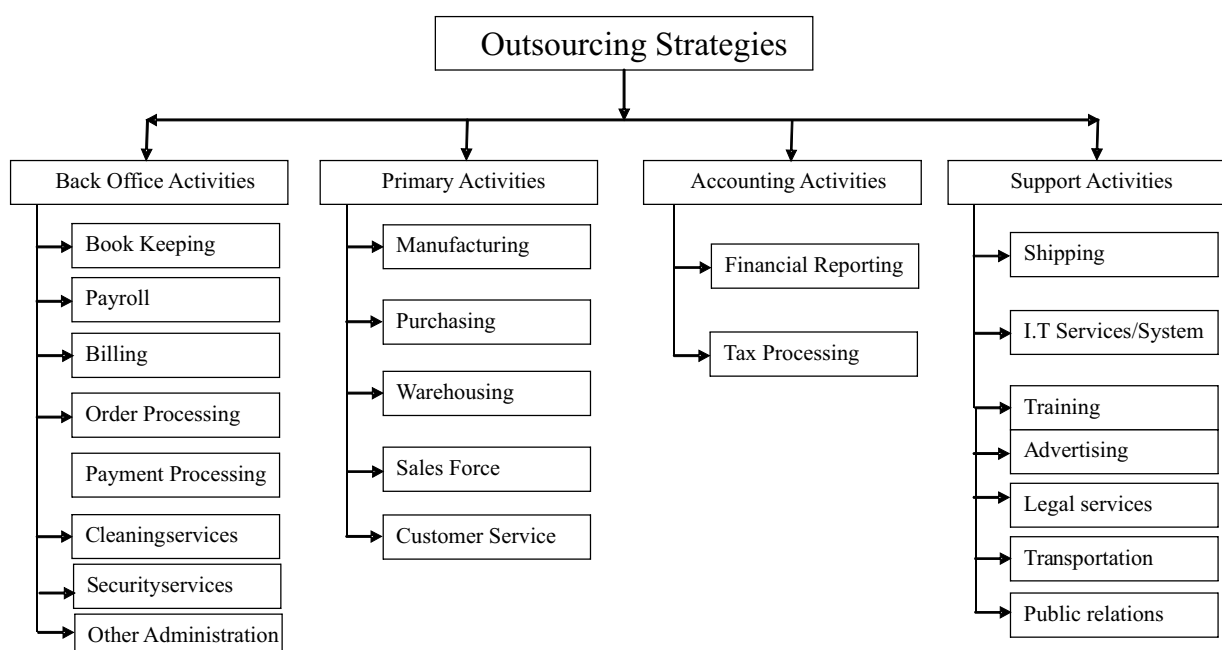 Outsourcing Strategies
Back Office Activities
Book Keeping
Payroll
Billing
Order Processing
Payment Processing
Cleaningservices
Securityservices
Other Administration
Primary Activities
Manufacturing
Purchasing
Warehousing
Sales Force
Customer Service
Accounting Activities
Financial Reporting
Tax Processing
Support Activities
Shipping
I.T Services/System
Training
Advertising
Legal services
Transportation
Public relations